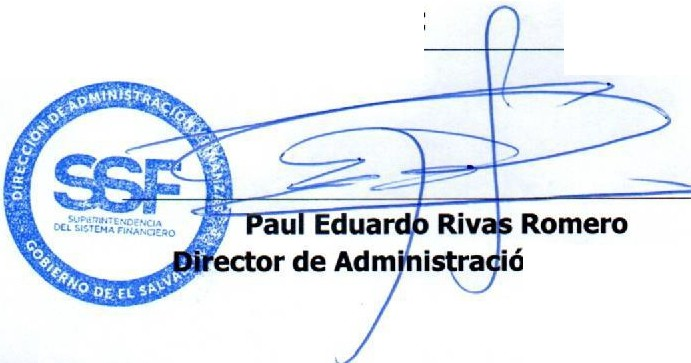 DIRECCIÓN DE ADMINISTRACIÓN Y FINANZAS
SSF
SUPERINTENDENCIA
DEL SISTEMA FINANCIERO
GOBIERNO DE EL SALVADOR
Paul Eduardo Rivas Romero
Director de Administració